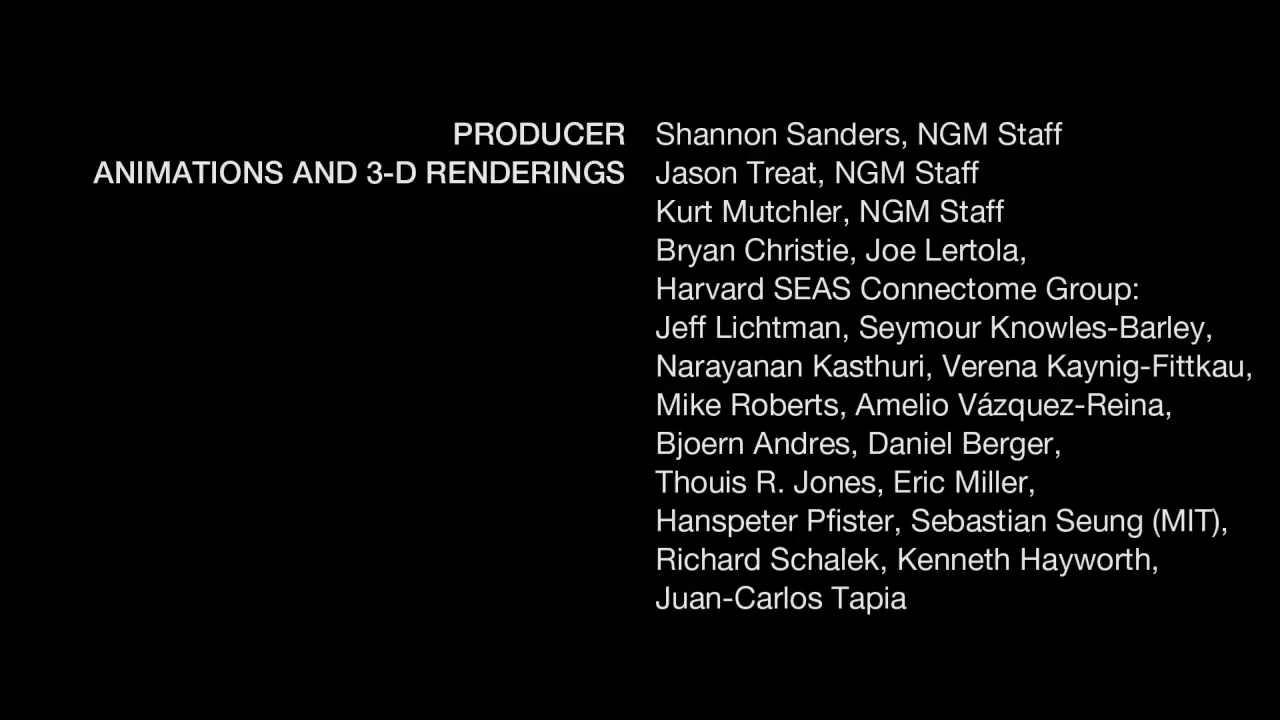 PRODUCER Shannon Sanders, NGM Staff
ANIMATIONS AND 3-D RENDERINGS Jason Treat, NGM Staff
Kurt Mutchler, NGM Staff
Bryan Christie, Joe Lertola,
Harvard SEAS Connectome Group:
Jeff Lichtman, Seymour Knowles-Barley,
Narayanan Kasthuri, Verena Kaynig-Fittkau,
Mike Roberts, Amelio Vázquez-Reina,
Bjoern Andres, Daniel Berger,
Thouis R. Jones, Eric Miller,
Hanspeter Pfister, Sebastian Seung (MIT),
Richard Schalek, Kenneth Hayworth,
Juan-Carlos Tapia